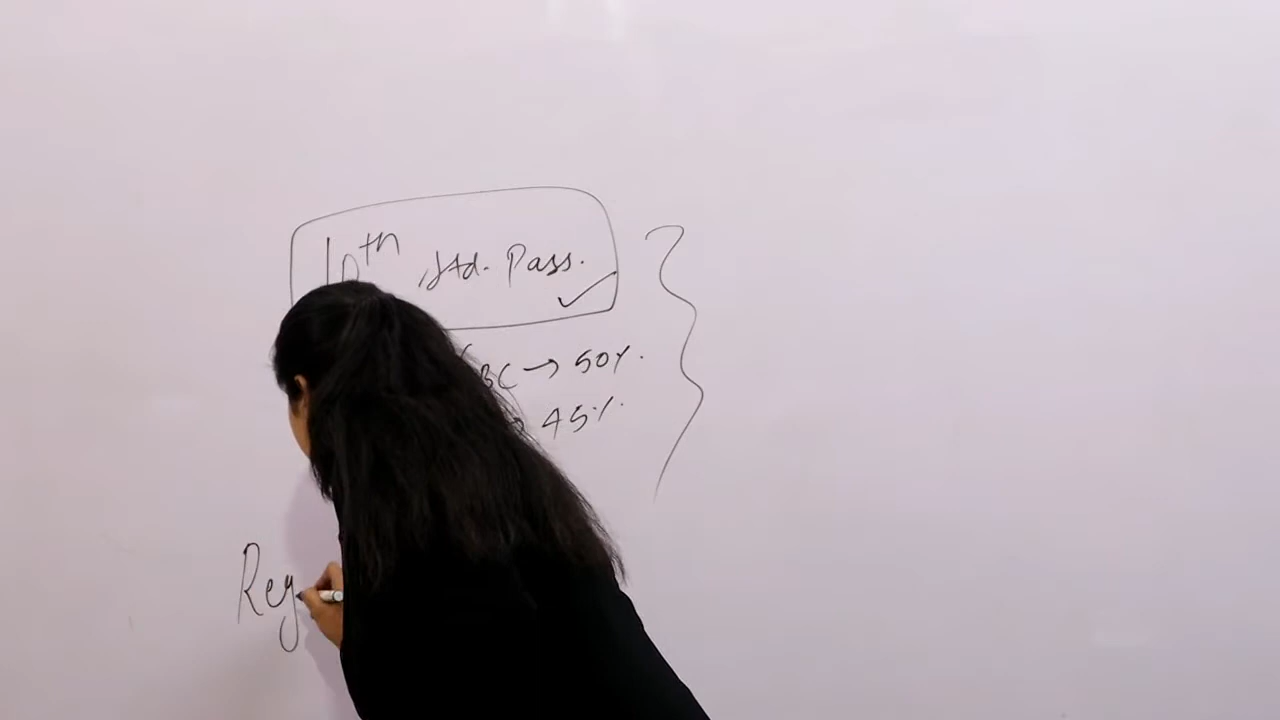 10th Std. Pass.
BC → 50%.
→ 45%.
Reg